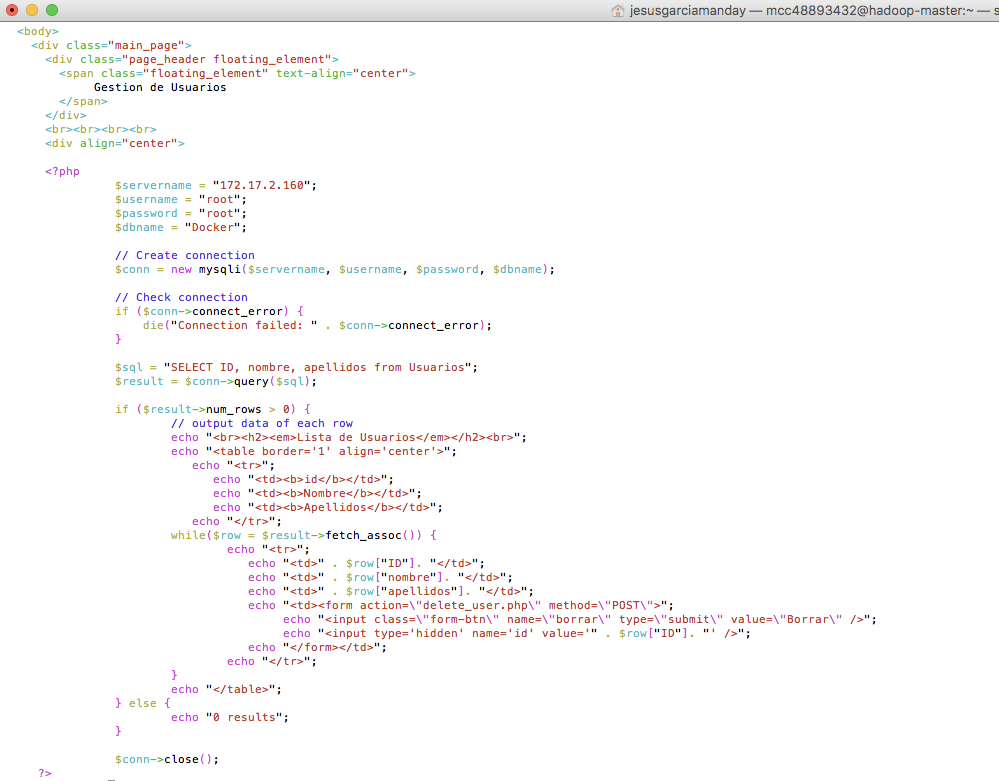 jesusgarciamanday — mcc48893432@hadoop-master:~ — s
<body>
<div class="main_page">
<div class="page_header floating_element">
<span class="floating_element" text-align="center">
Gestion de Usuarios
</span>
</div>
<br><br><br><br>
<div align="center">
<?php
$servername = "172.17.2.160";
$username = "root";
$password = "root";
$dbname = "Docker";
// Create connection
$conn = new mysqli($servername, $username, $password, $dbname);
// Check connection
if ($conn->connect_error) {
die("Connection failed: " . $conn->connect_error);
}
$sql = "SELECT ID, nombre, apellidos from Usuarios";
$result = $conn->query($sql);
if ($result->num_rows > 0) {
// output data of each row
echo "<br><h2><em>Lista de Usuarios</em></h2><br>";
echo "<table border='1' align='center'>";
echo "<tr>";
echo "<td><b>id</b></td>";
echo "<td><b>Nombre</b></td>";
echo "<td><b>Apellidos</b></td>";
echo "</tr>";
while($row = $result->fetch_assoc()) {
echo "<tr>";
echo "<td>" . $row["ID"]. "</td>";
echo "<td>" . $row["nombre"]. "</td>";
echo "<td>" . $row["apellidos"]. "</td>";
echo "<td><form action=\"delete_user.php\" method=\"POST\">";
echo "<input class=\"form-btn\" name=\"borrar\" type=\"submit\" value=\"Borrar\" />";
echo "<input type='hidden' name='id' value='" . $row["ID"]. "' />";
echo "</form></td>";
echo "</tr>";
}
echo "</table>";
} else {
echo "0 results";
}
$conn->close();
?>